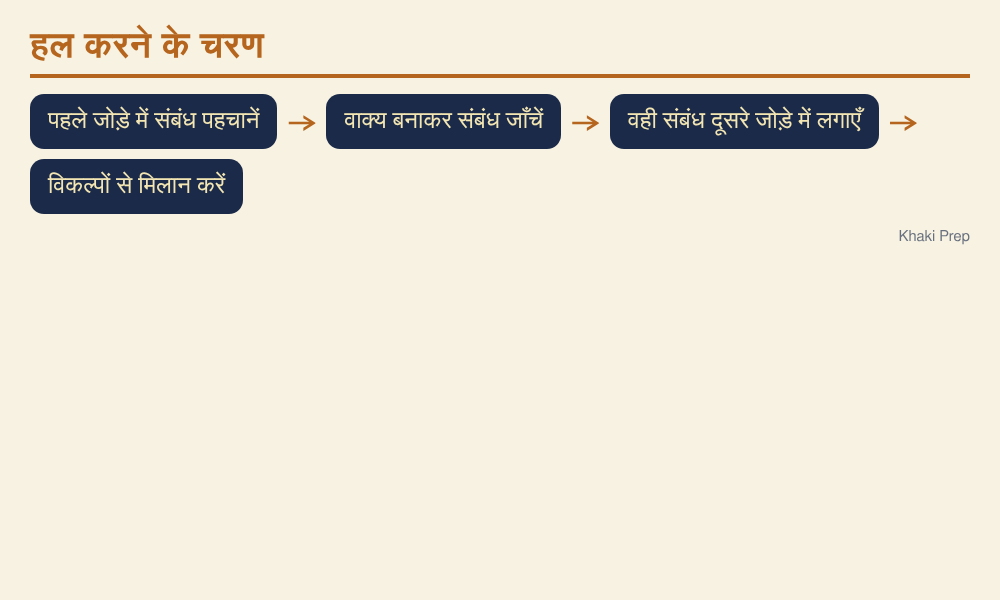 हल करने के चरण
पहले जोड़े में संबंध पहचानें → वाक्य बनाकर संबंध जाँचें → वही संबंध दूसरे जोड़े में लगाएँ →
विकल्पों से मिलान करें
Khaki Prep